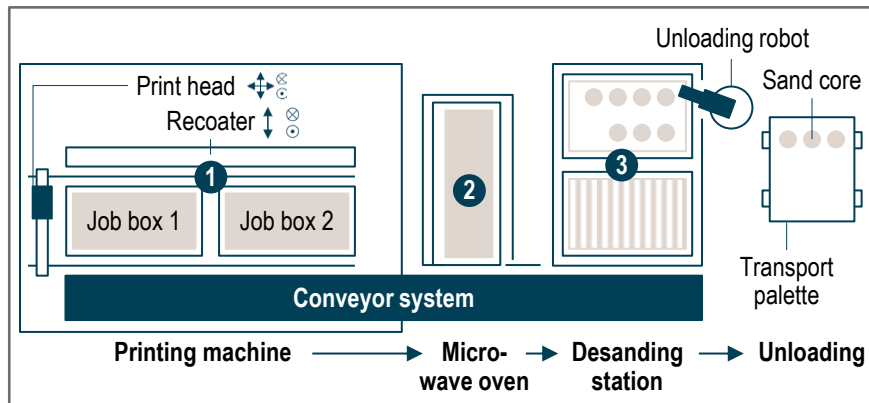 Unloading robot
Print head
Sand core
Recoater
1
2
3
Job box 1
Job box 2
Transport
palette
Conveyor system
Printing machine
Micro-
wave oven
Desanding
station
Unloading